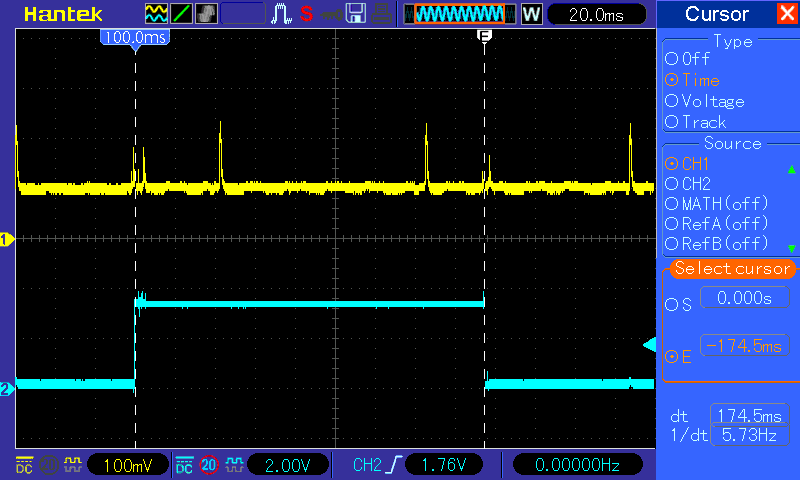 Hantek S W 20.0ms Cursor X
100.0ms E
Type
Off
Time
Voltage
Track
Source
CH1
CH2
MATH(off)
RefA(off)
RefB(off)
Select cursor
S 0.000s
E -174.5ms
dt 174.5ms
1/dt 5.73Hz
1
2
DC 20 100mV DC 20 2.00V CH2 1.76V 0.00000Hz